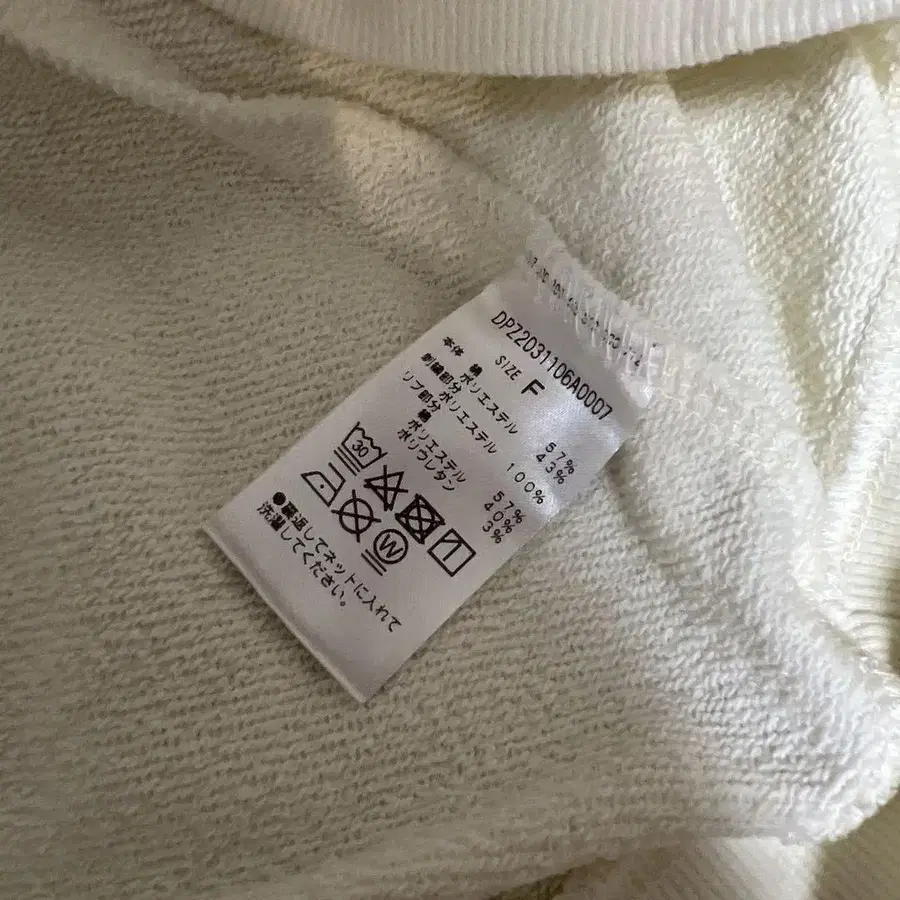 DPZ2031106A0007
SIZE F
本体 綿 57%
ポリエステル 43%
刺繍部分 ポリエステル 100%
リブ部分 綿 57%
ポリエステル 40%
ポリウレタン 3%
30
W
●裏返してネットに入れて
洗濯してください。